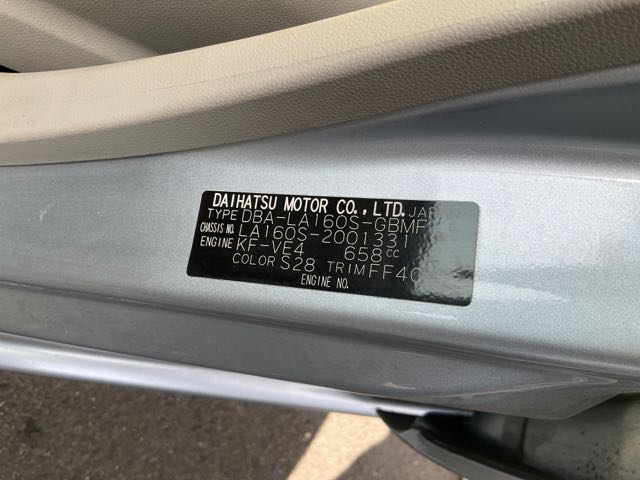 DAIHATSU MOTOR CO., LTD. JAPAN
TYPE DBA-LA160S-GBMF
CHASSIS NO. LA160S-2001331
ENGINE KF-VE4 658cc
COLOR S28 TRIM FF40
ENGINE NO.